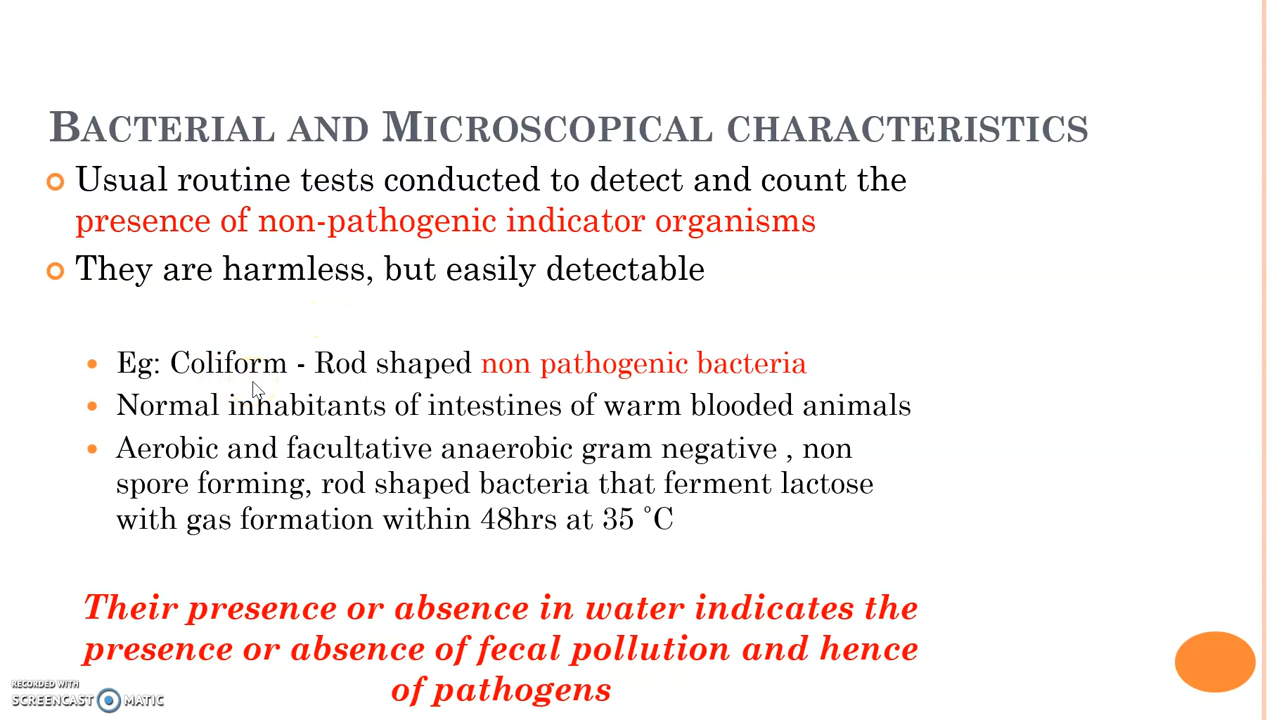 BACTERIAL AND MICROSCOPICAL CHARACTERISTICS
Usual routine tests conducted to detect and count the
presence of non-pathogenic indicator organisms
They are harmless, but easily detectable
Eg: Coliform - Rod shaped non pathogenic bacteria
Normal inhabitants of intestines of warm blooded animals
Aerobic and facultative anaerobic gram negative , non
spore forming, rod shaped bacteria that ferment lactose
with gas formation within 48hrs at 35 ˚C
Their presence or absence in water indicates the
presence or absence of fecal pollution and hence
of pathogens
RECORDED WITH
SCREENCAST MATIC